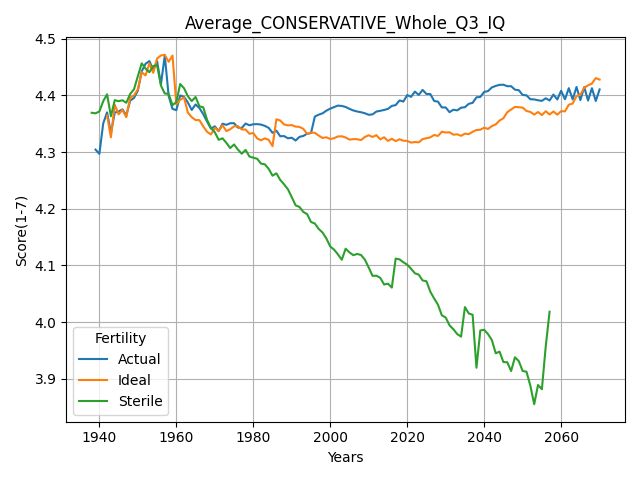 Average_CONSERVATIVE_Whole_Q3_IQ
Score(1-7)
4.5
4.4
4.3
4.2
4.1
4.0
3.9
Fertility
Actual
Ideal
Sterile
1940 1960 1980 2000 2020 2040 2060
Years